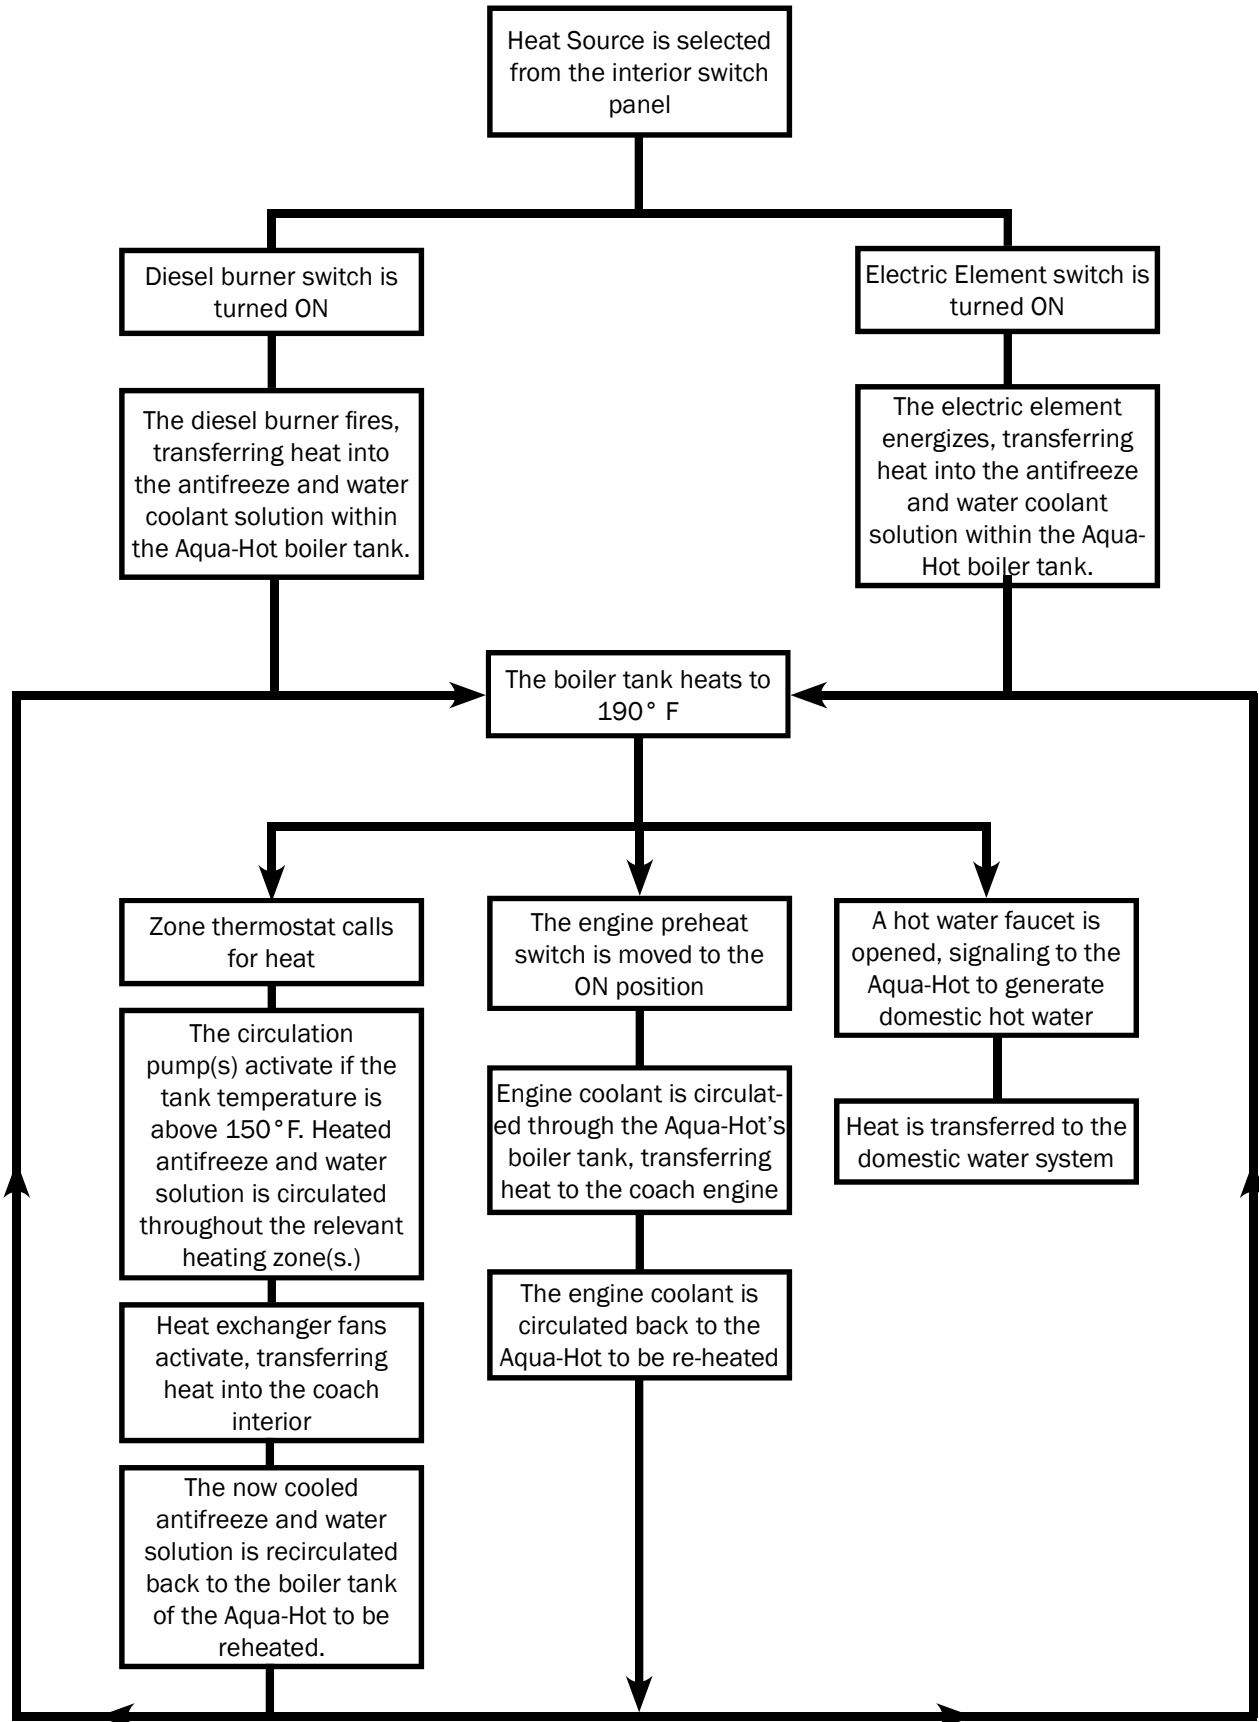 Heat Source is selected
from the interior switch
panel
Diesel burner switch is
turned ON
Electric Element switch is
turned ON
The diesel burner fires,
transferring heat into
the antifreeze and water
coolant solution within
the Aqua-Hot boiler tank.
The electric element
energizes, transferring
heat into the antifreeze
and water coolant
solution within the Aqua-
Hot boiler tank.
The boiler tank heats to
190° F
Zone thermostat calls
for heat
The circulation
pump(s) activate if the
tank temperature is
above 150°F. Heated
antifreeze and water
solution is circulated
throughout the relevant
heating zone(s.)
Heat exchanger fans
activate, transferring
heat into the coach
interior
The now cooled
antifreeze and water
solution is recirculated
back to the boiler tank
of the Aqua-Hot to be
reheated.
The engine preheat
switch is moved to the
ON position
Engine coolant is circulat-
ed through the Aqua-Hot’s
boiler tank, transferring
heat to the coach engine
The engine coolant is
circulated back to the
Aqua-Hot to be re-heated
A hot water faucet is
opened, signaling to the
Aqua-Hot to generate
domestic hot water
Heat is transferred to the
domestic water system